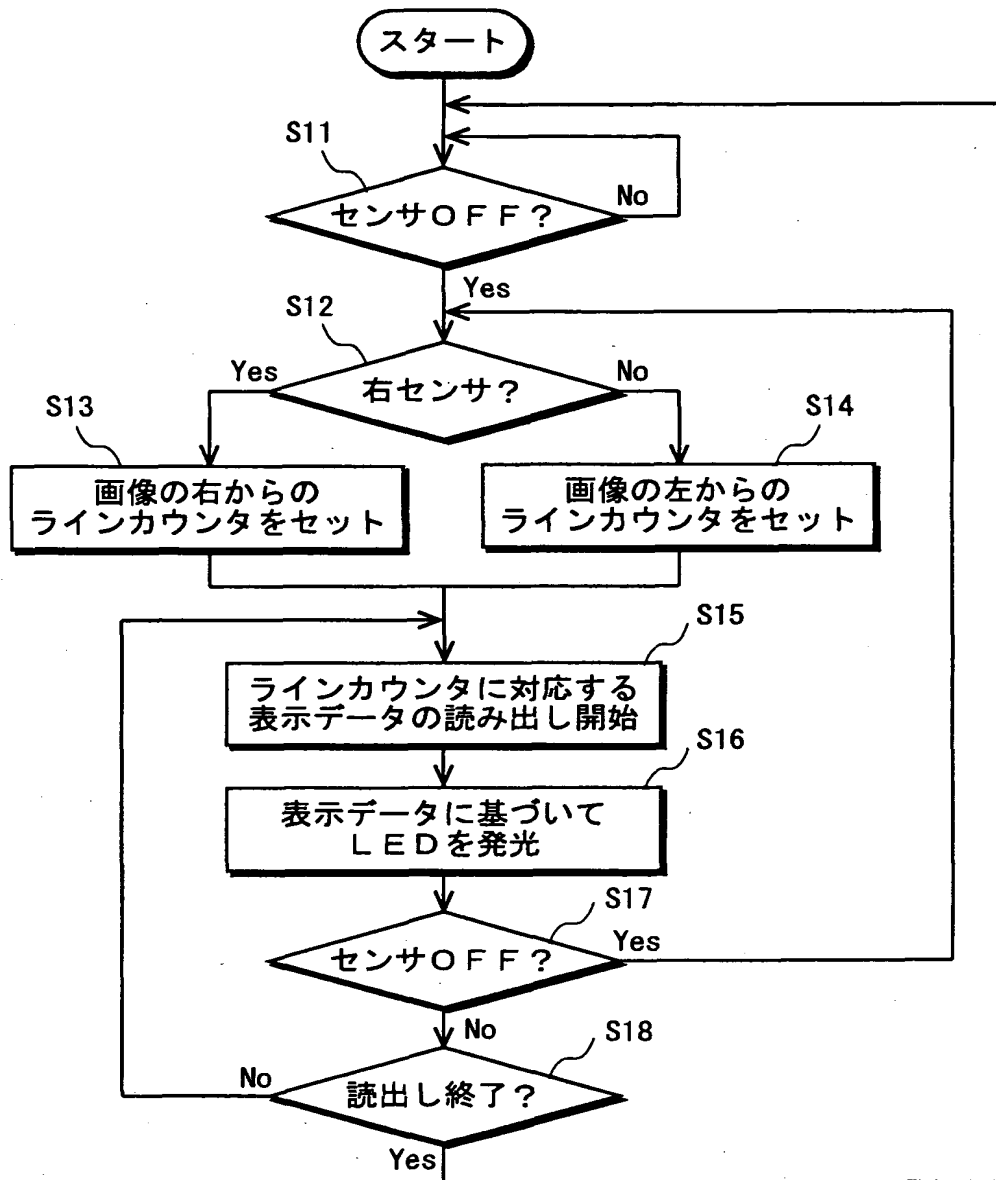 スタート
S11
センサOFF?
No
Yes
S12
右センサ?
Yes
No
S13
画像の右からの
ラインカウンタをセット
S14
画像の左からの
ラインカウンタをセット
S15
ラインカウンタに対応する
表示データの読み出し開始
S16
表示データに基づいて
LEDを発光
S17
センサOFF?
Yes
No
S18
読出し終了?
No
Yes